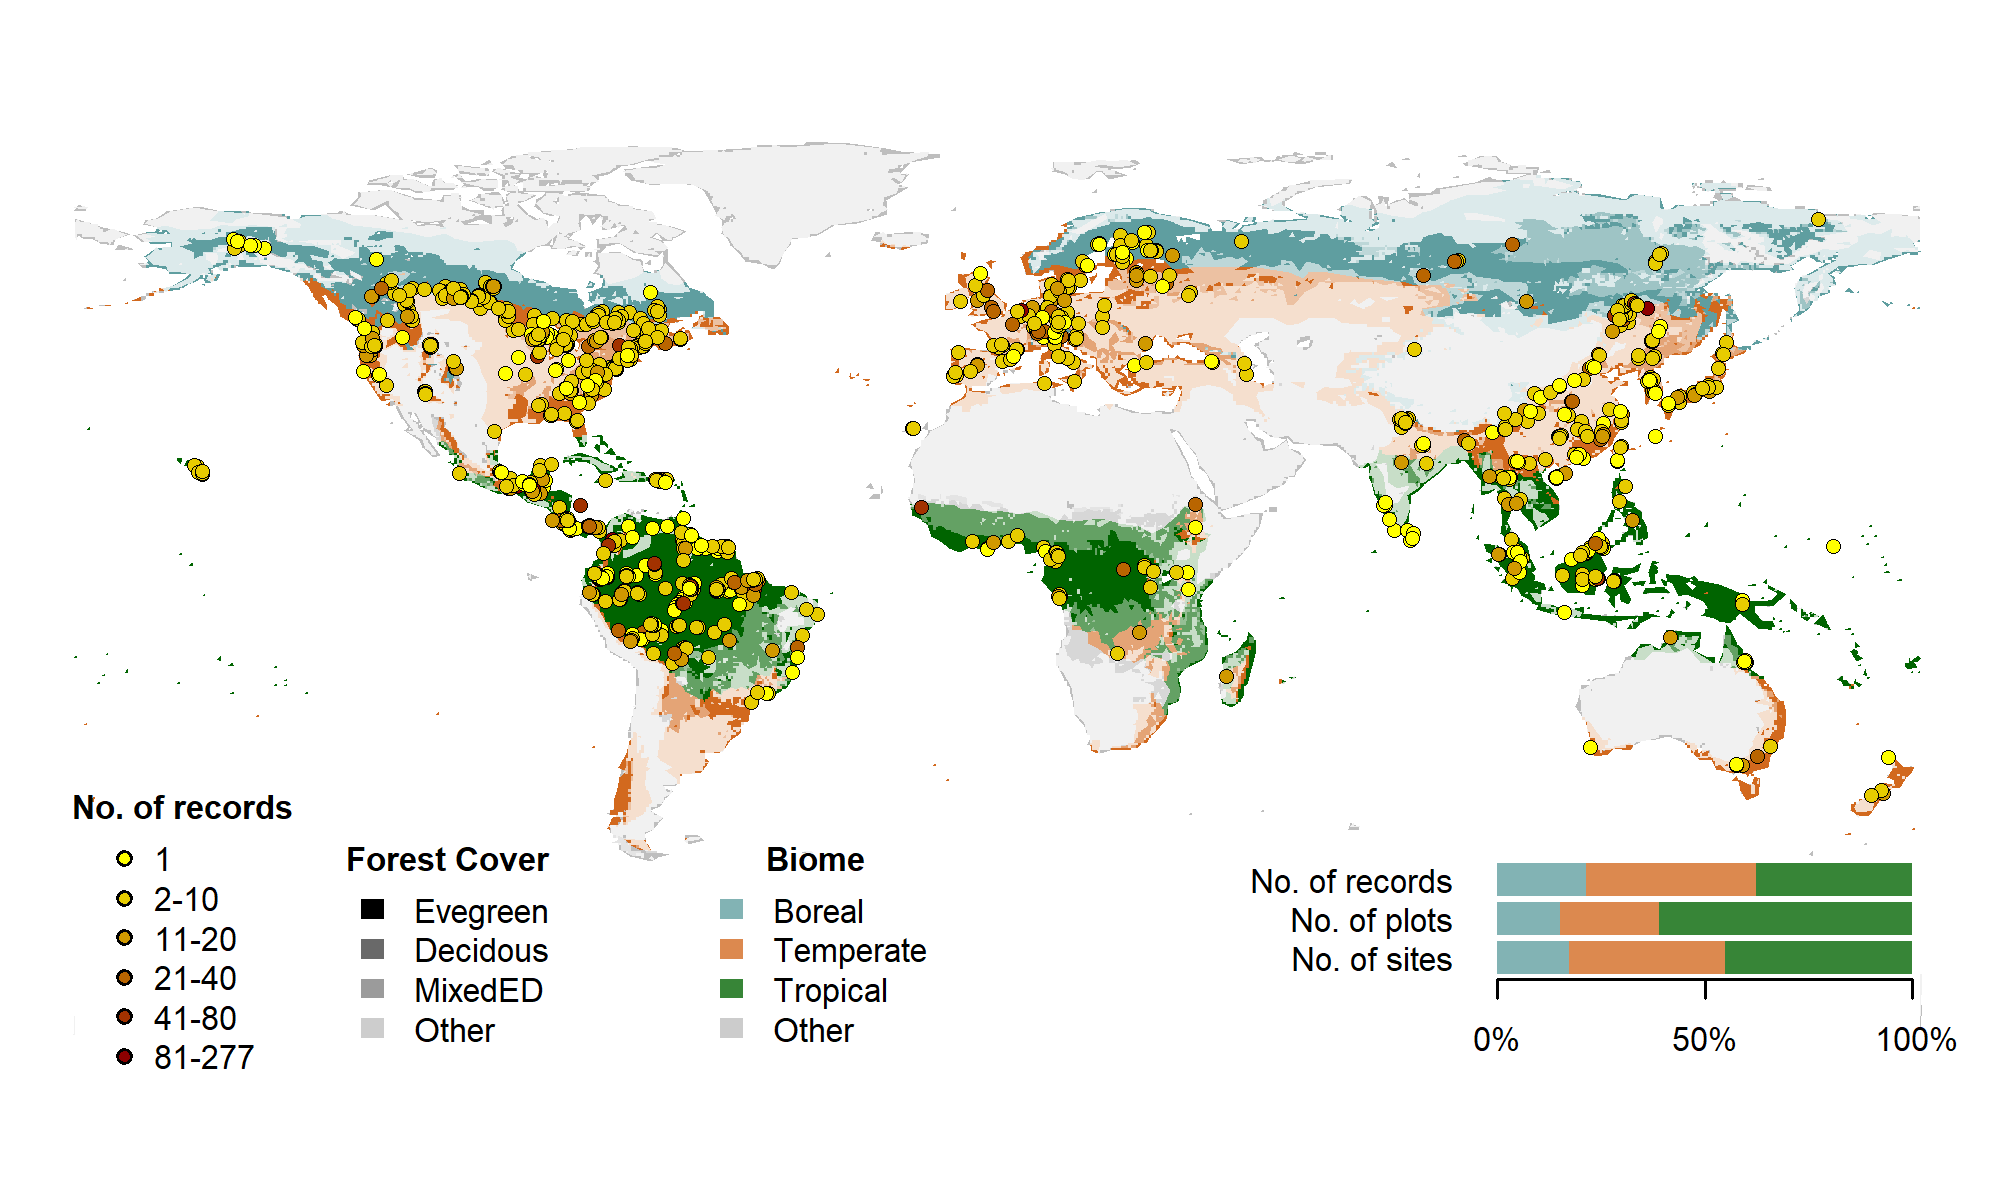 No. of records
1
2-10
11-20
21-40
41-80
81-277
Forest Cover
Evegreen
Decidous
MixedED
Other
Biome
Boreal
Temperate
Tropical
Other
No. of records
No. of plots
No. of sites
0% 50% 100%